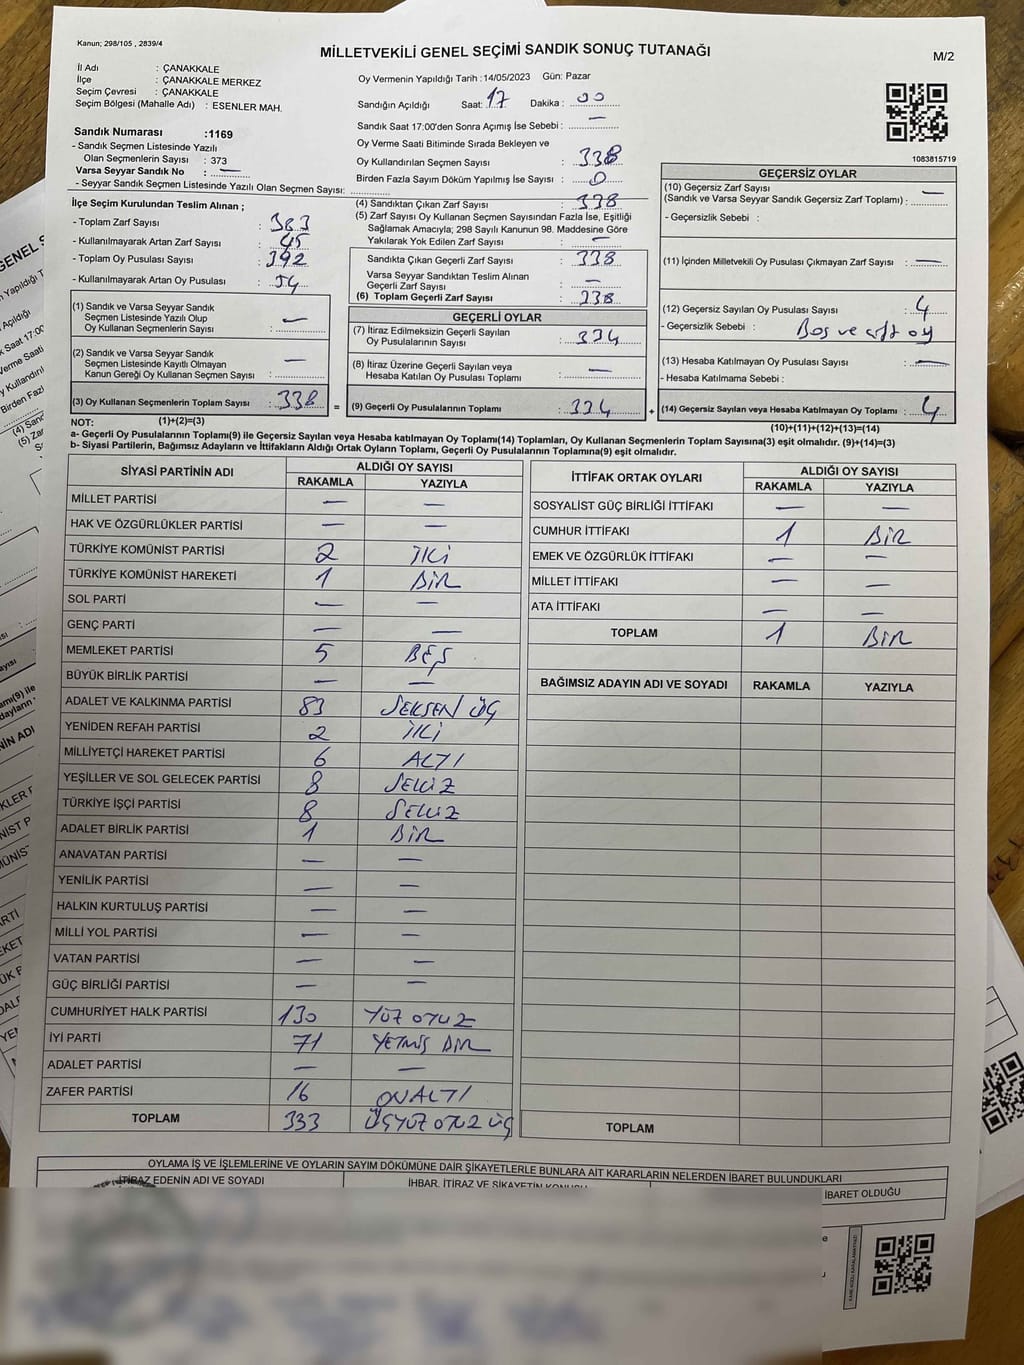 Kanun; 298/105 , 2839/4
MİLLETVEKİLİ GENEL SEÇİMİ SANDIK SONUÇ TUTANAĞI
M/2
İl Adı : ÇANAKKALE
İlçe : ÇANAKKALE MERKEZ
Seçim Çevresi : ÇANAKKALE
Seçim Bölgesi (Mahalle Adı) : ESENLER MAH.
Sandık Numarası :1169
- Sandık Seçmen Listesinde Yazılı
Olan Seçmenlerin Sayısı : 373
Varsa Seyyar Sandık No : —
- Seyyar Sandık Seçmen Listesinde Yazılı Olan Seçmen Sayısı:
Oy Vermenin Yapıldığı Tarih :14/05/2023 Gün: Pazar
Sandığın Açıldığı Saat: 17 Dakika : 00
Sandık Saat 17:00'den Sonra Açımış İse Sebebi : —
Oy Verme Saati Bitiminde Sırada Bekleyen ve
Oy Kullandırılan Seçmen Sayısı : 338
Birden Fazla Sayım Döküm Yapılmış İse Sayısı : 0
1083815719
İlçe Seçim Kurulundan Teslim Alınan ;
- Toplam Zarf Sayısı : 383
- Kullanılmayarak Artan Zarf Sayısı : 45
- Toplam Oy Pusulası Sayısı : 392
- Kullanılmayarak Artan Oy Pusulası : 54
(4) Sandıktan Çıkan Zarf Sayısı : 338
(5) Zarf Sayısı Oy Kullanan Seçmen Sayısından Fazla İse, Eşitliği
Sağlamak Amacıyla; 298 Sayılı Kanunun 98. Maddesine Göre
Yakılarak Yok Edilen Zarf Sayısı : —
Sandıkta Çıkan Geçerli Zarf Sayısı : 338
Varsa Seyyar Sandıktan Teslim Alınan
Geçerli Zarf Sayısı : —
(6) Toplam Geçerli Zarf Sayısı : 338
GEÇERSİZ OYLAR
(10) Geçersiz Zarf Sayısı
(Sandık ve Varsa Seyyar Sandık Geçersiz Zarf Toplamı) : —
- Geçersizlik Sebebi :
(11) İçinden Milletvekili Oy Pusulası Çıkmayan Zarf Sayısı : —
(12) Geçersiz Sayılan Oy Pusulası Sayısı : 4
- Geçersizlik Sebebi : Boş ve çift oy
(13) Hesaba Katılmayan Oy Pusulası Sayısı : —
- Hesaba Katılmama Sebebi :
(14) Geçersiz Sayılan veya Hesaba Katılmayan Oy Toplamı : 4
(10)+(11)+(12)+(13)=(14)
(1) Sandık ve Varsa Seyyar Sandık
Seçmen Listesinde Yazılı Olup
Oy Kullanan Seçmenlerin Sayısı : —
(2) Sandık ve Varsa Seyyar Sandık
Seçmen Listesinde Kayıtlı Olmayan
Kanun Gereği Oy Kullanan Seçmen Sayısı : —
(3) Oy Kullanan Seçmenlerin Toplam Sayısı : 338 =
(1)+(2)=(3)
GEÇERLİ OYLAR
(7) İtiraz Edilmeksizin Geçerli Sayılan
Oy Pusulalarının Sayısı : 334
(8) İtiraz Üzerine Geçerli Sayılan veya
Hesaba Katılan Oy Pusulası Toplamı : —
(9) Geçerli Oy Pusulalarının Toplamı : 334 +
NOT:
a- Geçerli Oy Pusulalarının Toplamı(9) ile Geçersiz Sayılan veya Hesaba katılmayan Oy Toplamı(14) Toplamları, Oy Kullanan Seçmenlerin Toplam Sayısına(3) eşit olmalıdır. (9)+(14)=(3)
b- Siyasi Partilerin, Bağımsız Adayların ve İttifakların Aldığı Ortak Oyların Toplamı, Geçerli Oy Pusulalarının Toplamına(9) eşit olmalıdır.
SİYASİ PARTİNİN ADI ALDIĞI OY SAYISI
RAKAMLA YAZIYLA
MİLLET PARTİSİ — —
HAK VE ÖZGÜRLÜKLER PARTİSİ — —
TÜRKİYE KOMÜNİST PARTİSİ 2 İKİ
TÜRKİYE KOMÜNİST HAREKETİ 1 BİR
SOL PARTİ — —
GENÇ PARTİ — —
MEMLEKET PARTİSİ 5 BEŞ
BÜYÜK BİRLİK PARTİSİ — —
ADALET VE KALKINMA PARTİSİ 83 SEKSEN ÜÇ
YENİDEN REFAH PARTİSİ 2 İKİ
MİLLİYETÇİ HAREKET PARTİSİ 6 ALTI
YEŞİLLER VE SOL GELECEK PARTİSİ 8 SEKİZ
TÜRKİYE İŞÇİ PARTİSİ 8 SEKİZ
ADALET BİRLİK PARTİSİ 1 BİR
ANAVATAN PARTİSİ — —
YENİLİK PARTİSİ — —
HALKIN KURTULUŞ PARTİSİ — —
MİLLİ YOL PARTİSİ — —
VATAN PARTİSİ — —
GÜÇ BİRLİĞİ PARTİSİ — —
CUMHURİYET HALK PARTİSİ 130 YÜZ OTUZ
İYİ PARTİ 71 YETMİŞ BİR
ADALET PARTİSİ — —
ZAFER PARTİSİ 16 ONALTI
TOPLAM 333 ÜÇYÜZ OTUZ ÜÇ
İTTİFAK ORTAK OYLARI ALDIĞI OY SAYISI
RAKAMLA YAZIYLA
SOSYALİST GÜÇ BİRLİĞİ İTTİFAKI — —
CUMHUR İTTİFAKI 1 BİR
EMEK VE ÖZGÜRLÜK İTTİFAKI — —
MİLLET İTTİFAKI — —
ATA İTTİFAKI — —
TOPLAM 1 BİR
BAĞIMSIZ ADAYIN ADI VE SOYADI RAKAMLA YAZIYLA
TOPLAM
OYLAMA İŞ VE İŞLEMLERİNE VE OYLARIN SAYIM DÖKÜMÜNE DAİR ŞİKAYETLERLE BUNLARA AİT KARARLARIN NELERDEN İBARET BULUNDUKLARI
İTİRAZ EDENİN ADI VE SOYADI
İHBAR, İTİRAZ VE ŞİKAYETİN KONUSU
İBARET OLDUĞU